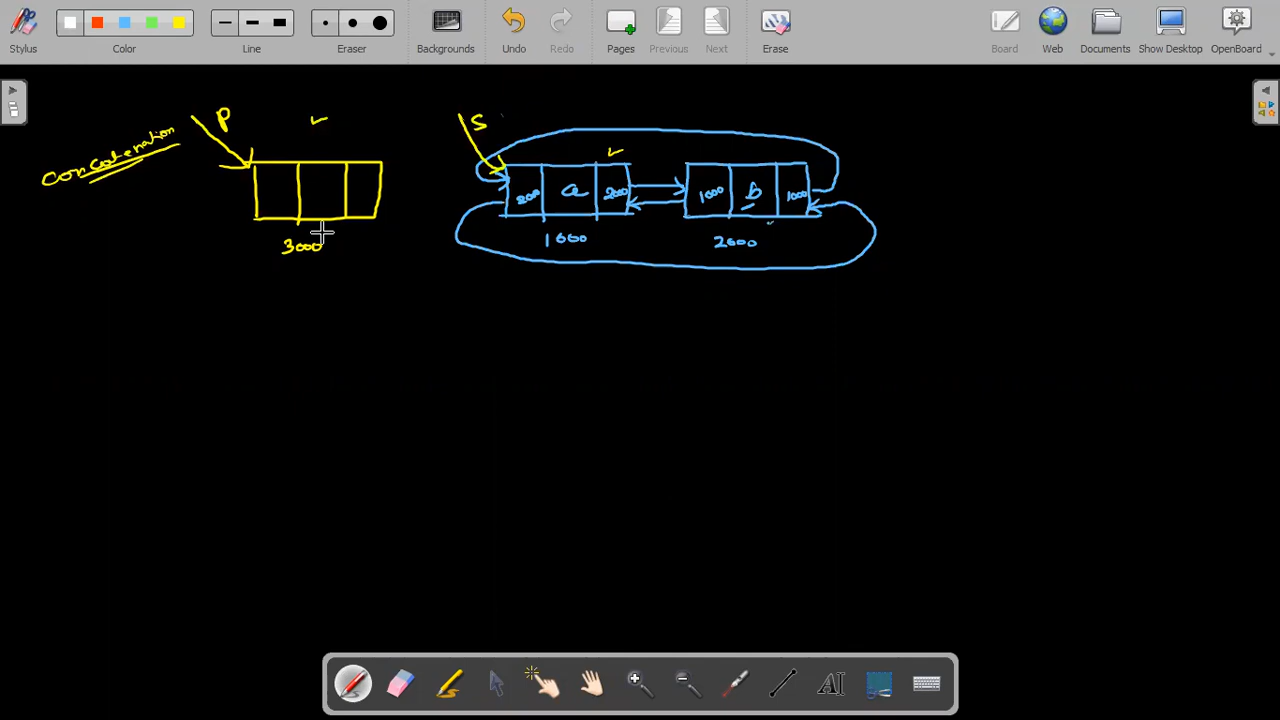 Stylus
Color
Line
Eraser
Backgrounds
Undo
Redo
Pages
Previous
Next
Erase
Board
Web
Documents
Show Desktop
OpenBoard
Concatenation
P
S
2000 a 2000
1000 b 1000
3000
1000
2000